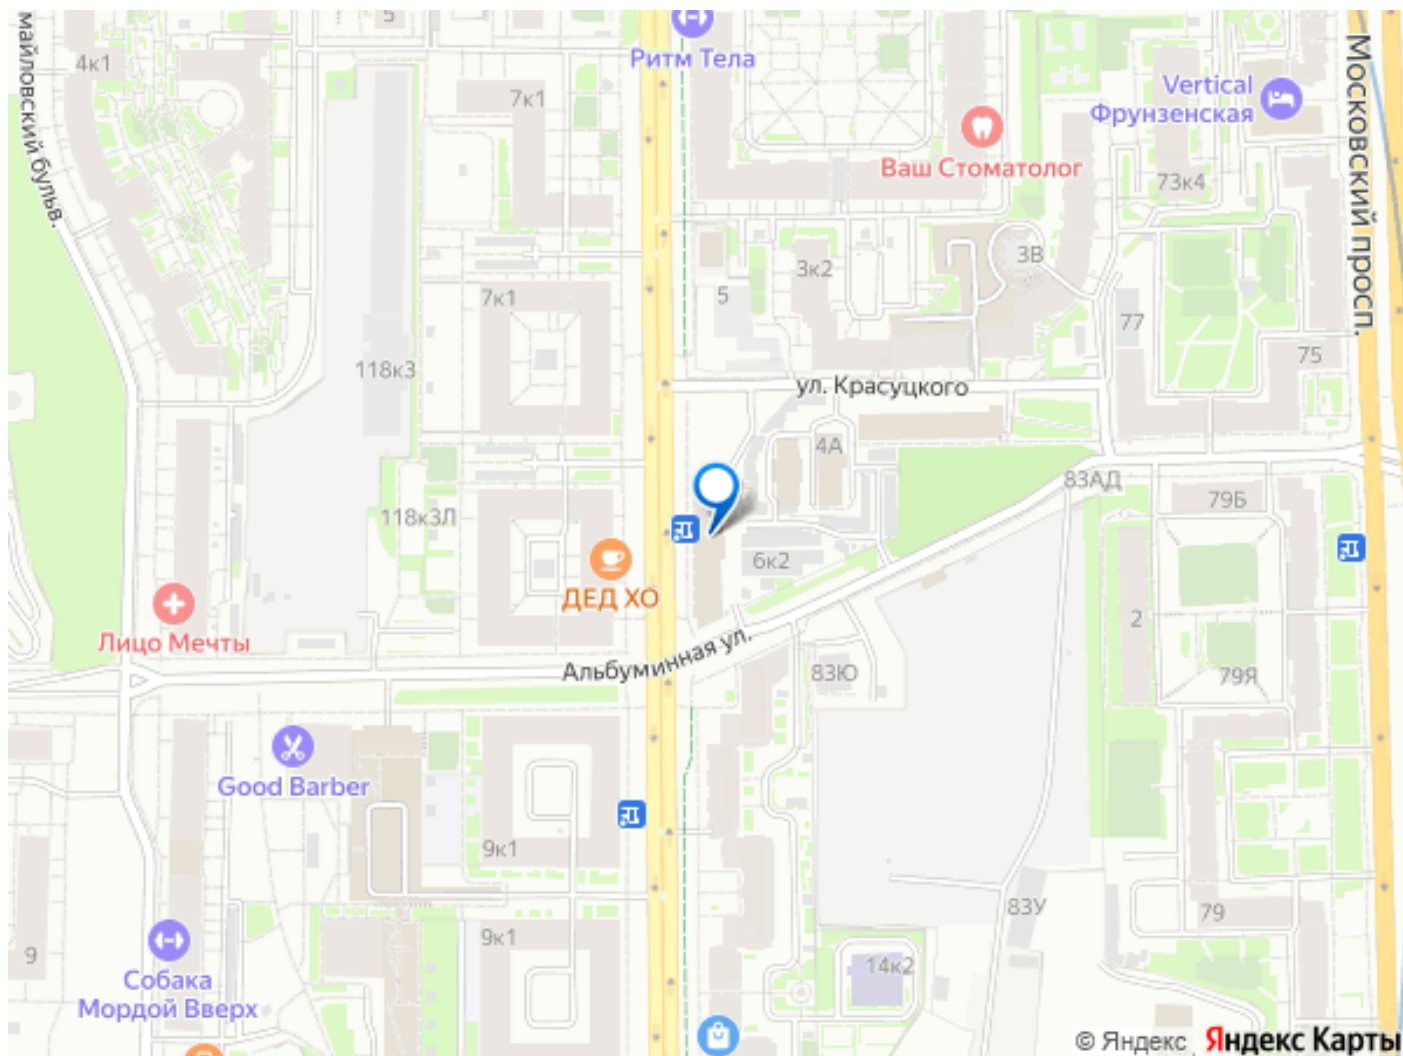 5
Ритм Тела
4к1
7к1
Vertical
Фрунзенская
Московский просп.
майловский бульв.
Ваш Стоматолог
73к4
3В
3к2
7к1
5
77
75
118к3
ул. Красуцкого
4А
83АД
79Б
118к3Л
6к2
ДЕД ХО
Лицо Мечты
2
Альбуминная ул.
83Ю
79Я
Good Barber
9к1
83У
79
9к1
9
14к2
Собака
Мордой Вверх
© Яндекс Яндекс Карты